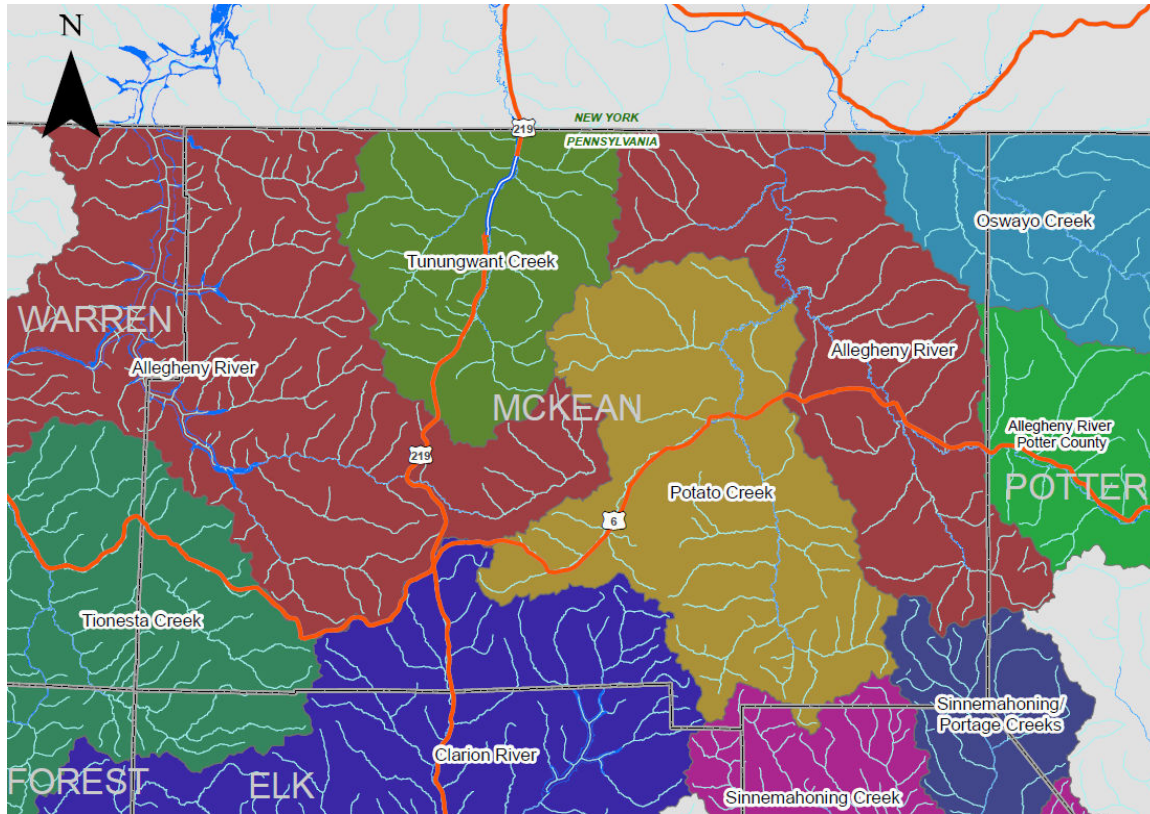 N
NEW YORK
219
PENNSYLVANIA
Oswayo Creek
Tunungwant Creek
WARREN
Allegheny River
Allegheny River
MCKEAN
Allegheny River
Potter County
219
POTTER
Potato Creek
6
Tionesta Creek
Sinnemahoning/
Portage Creeks
Clarion River
FOREST
ELK
Sinnemahoning Creek